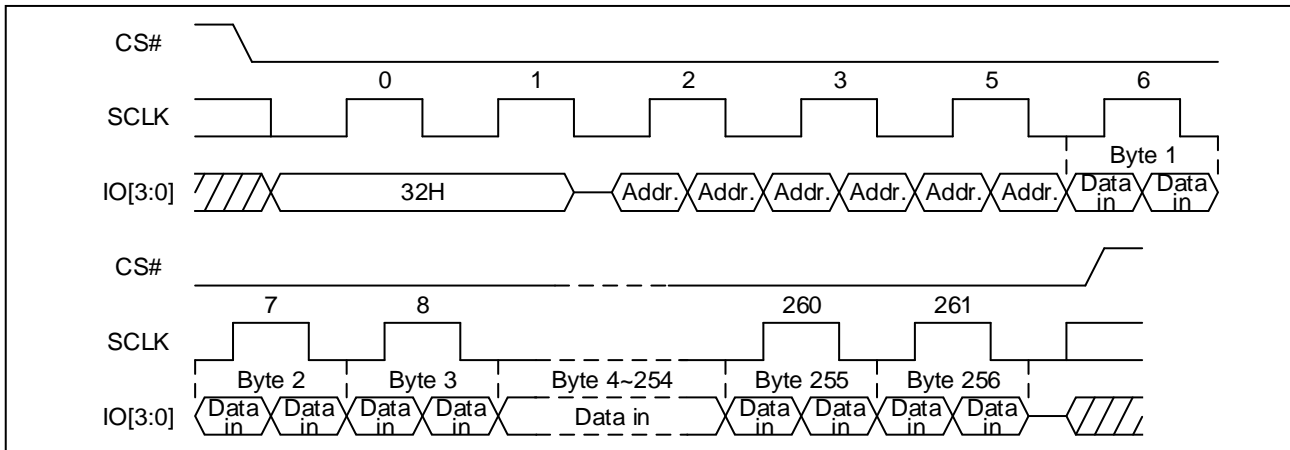 CS#
0 1 2 3 5 6
SCLK
Byte 1
IO[3:0] 32H Addr. Addr. Addr. Addr. Addr. Addr. Data in Data in
CS#
7 8 260 261
SCLK
Byte 2 Byte 3 Byte 4~254 Byte 255 Byte 256
IO[3:0] Data in Data in Data in Data in Data in Data in Data in Data in Data in